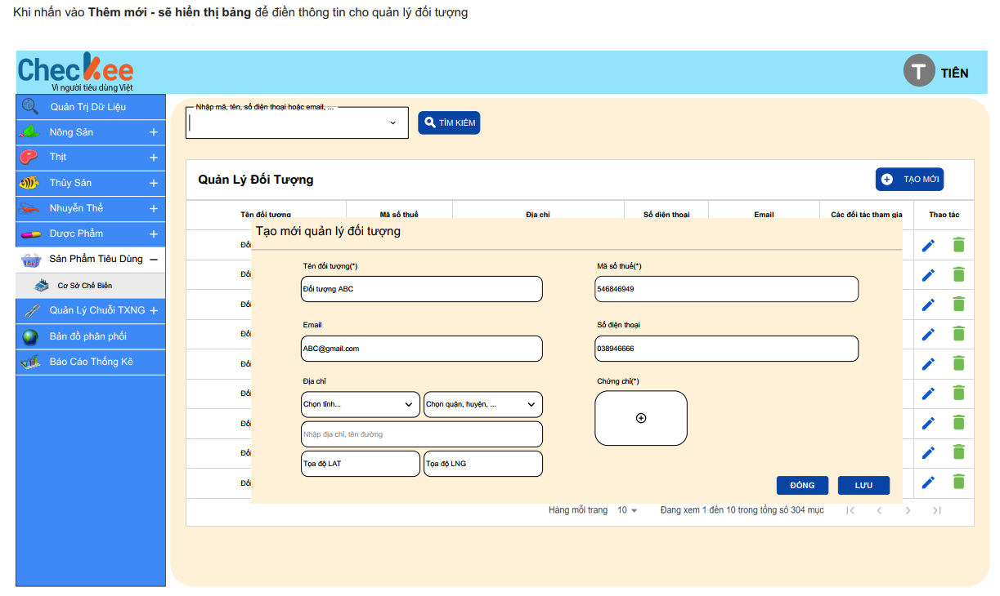 Khi nhấn vào Thêm mới - sẽ hiển thị bảng để điền thông tin cho quản lý đối tượng
Checkee
Vì người tiêu dùng Việt
T TIÊN
Quản Trị Dữ Liệu
Nông Sản +
Thịt +
Thủy Sản +
Nhuyễn Thể +
Dược Phẩm +
Sản Phẩm Tiêu Dùng –
Cơ Sở Chế Biến
Quản Lý Chuỗi TXNG +
Bản đồ phân phối
Báo Cáo Thống Kê
Nhập mã, tên, số điện thoại hoặc email, ...
TÌM KIẾM
Quản Lý Đối Tượng
TẠO MỚI
Tên đối tượng Mã số thuế Địa chỉ Số điện thoại Email Các đối tác tham gia Thao tác
Đối
Đối
Đối
Đối
Đối
Đối
Đối
Đối
Đối
Tạo mới quản lý đối tượng
Tên đối tượng(*) Mã số thuế(*)
Đối tượng ABC 546846949
Email Số điện thoại
ABC@gmail.com 038946666
Địa chỉ Chứng chỉ(*)
Chọn tỉnh... Chọn quận, huyện, ...
Nhập địa chỉ, tên đường
Tọa độ LAT Tọa độ LNG
ĐÓNG LƯU
Hàng mỗi trang 10 Đang xem 1 đến 10 trong tổng số 304 mục